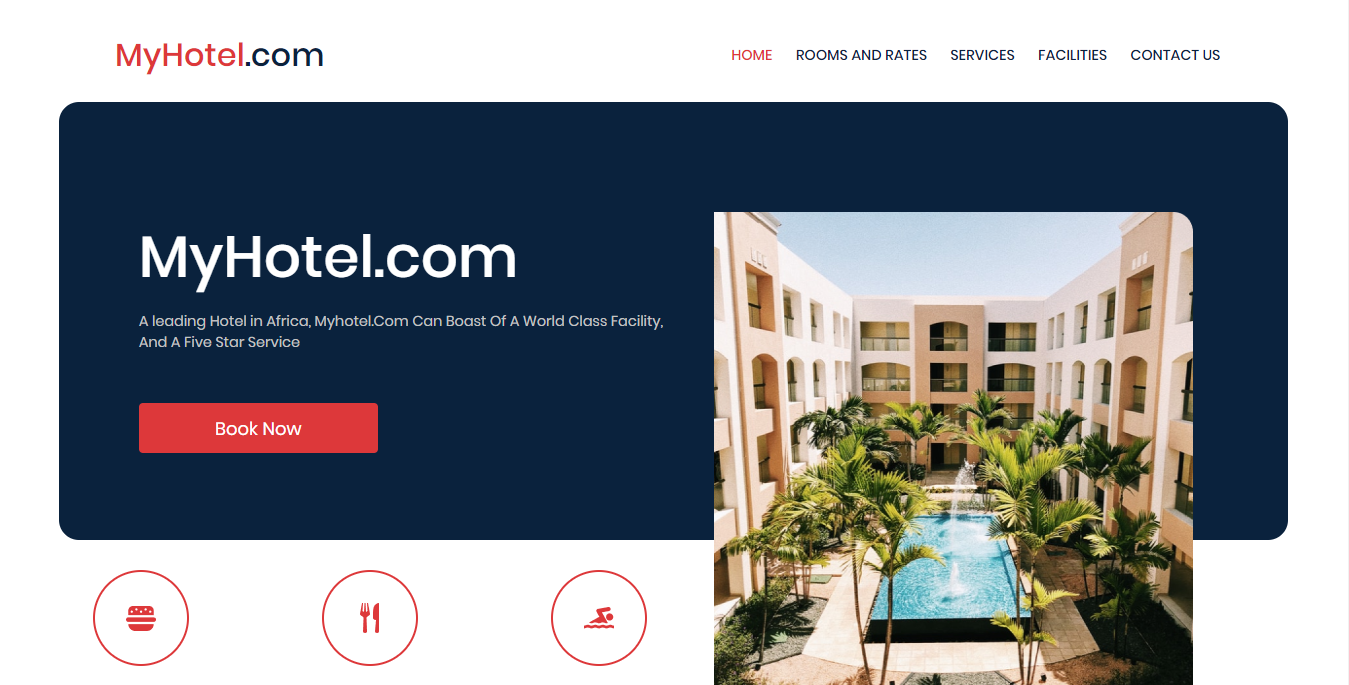 MyHotel.com
HOME ROOMS AND RATES SERVICES FACILITIES CONTACT US
MyHotel.com
A leading Hotel in Africa, Myhotel.Com Can Boast Of A World Class Facility,
And A Five Star Service
Book Now